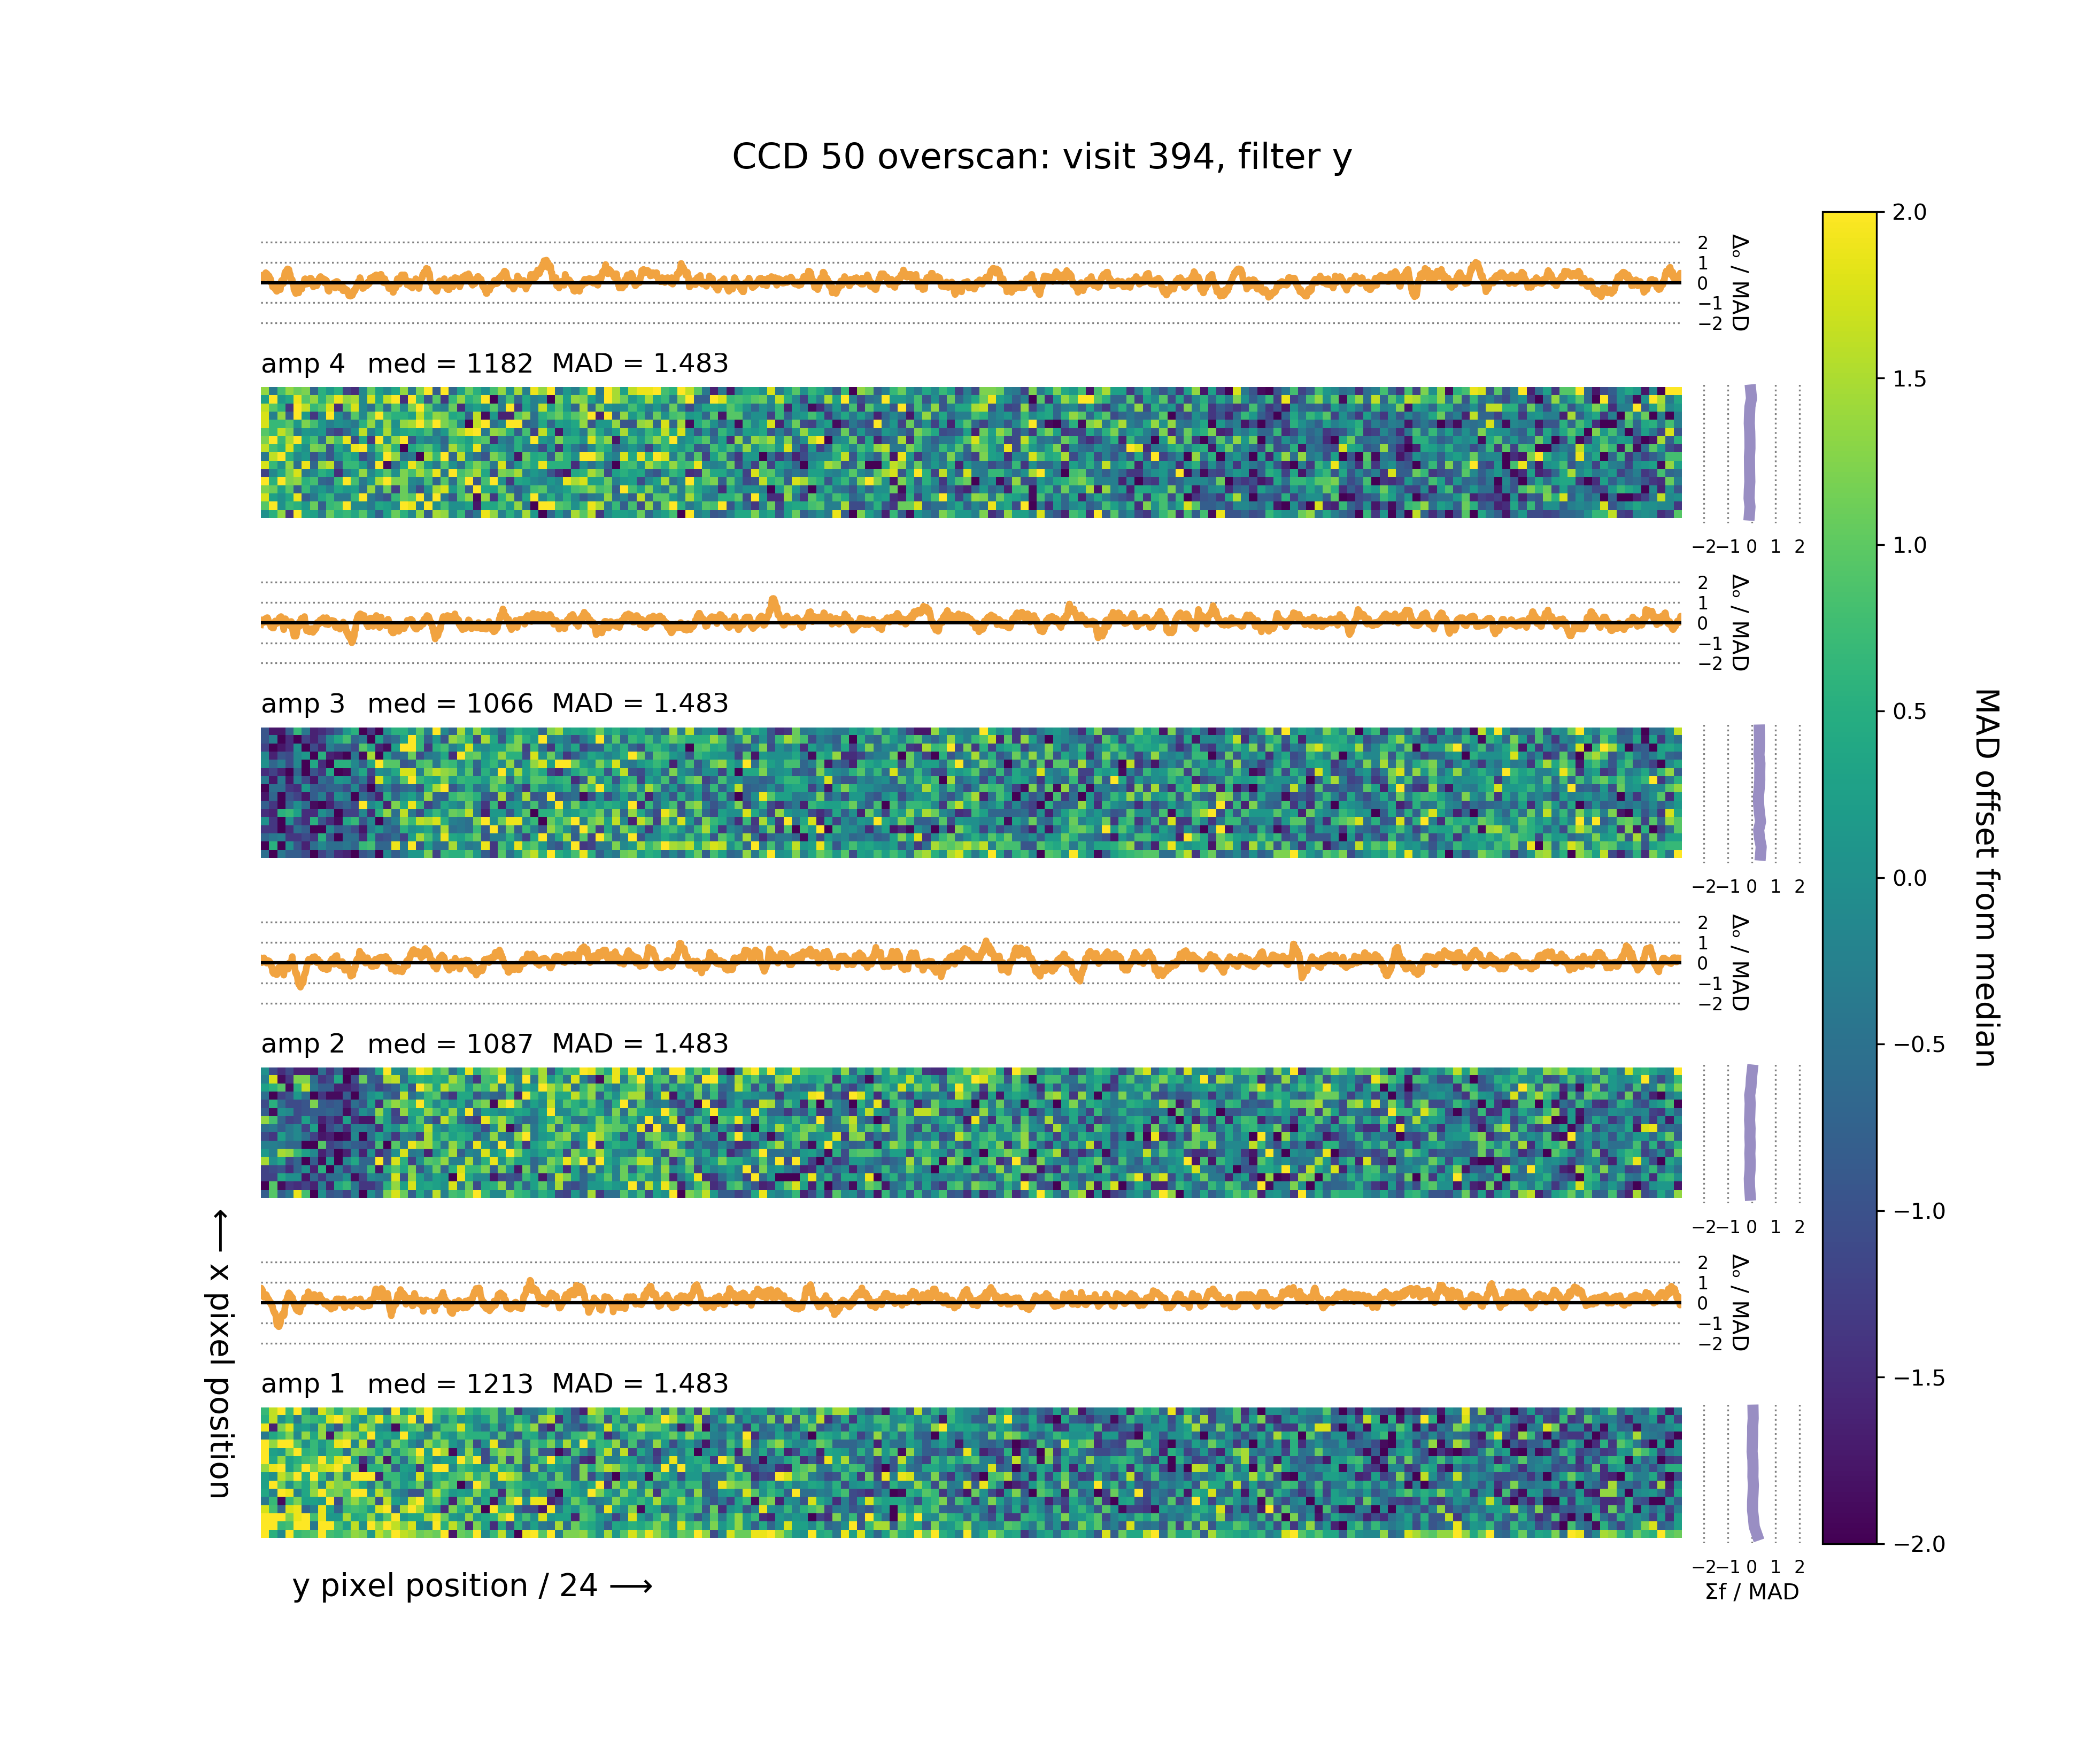 CCD 50 overscan: visit 394, filter y
2
1
0
−1
−2
Δₒ / MAD
amp 4 med = 1182 MAD = 1.483
−2 −1 0 1 2
2
1
0
−1
−2
Δₒ / MAD
amp 3 med = 1066 MAD = 1.483
−2 −1 0 1 2
2
1
0
−1
−2
Δₒ / MAD
amp 2 med = 1087 MAD = 1.483
−2 −1 0 1 2
2
1
0
−1
−2
Δₒ / MAD
amp 1 med = 1213 MAD = 1.483
−2 −1 0 1 2
Σf / MAD
y pixel position / 24 ⟶
⟵ x pixel position
2.0
1.5
1.0
0.5
0.0
−0.5
−1.0
−1.5
−2.0
MAD offset from median